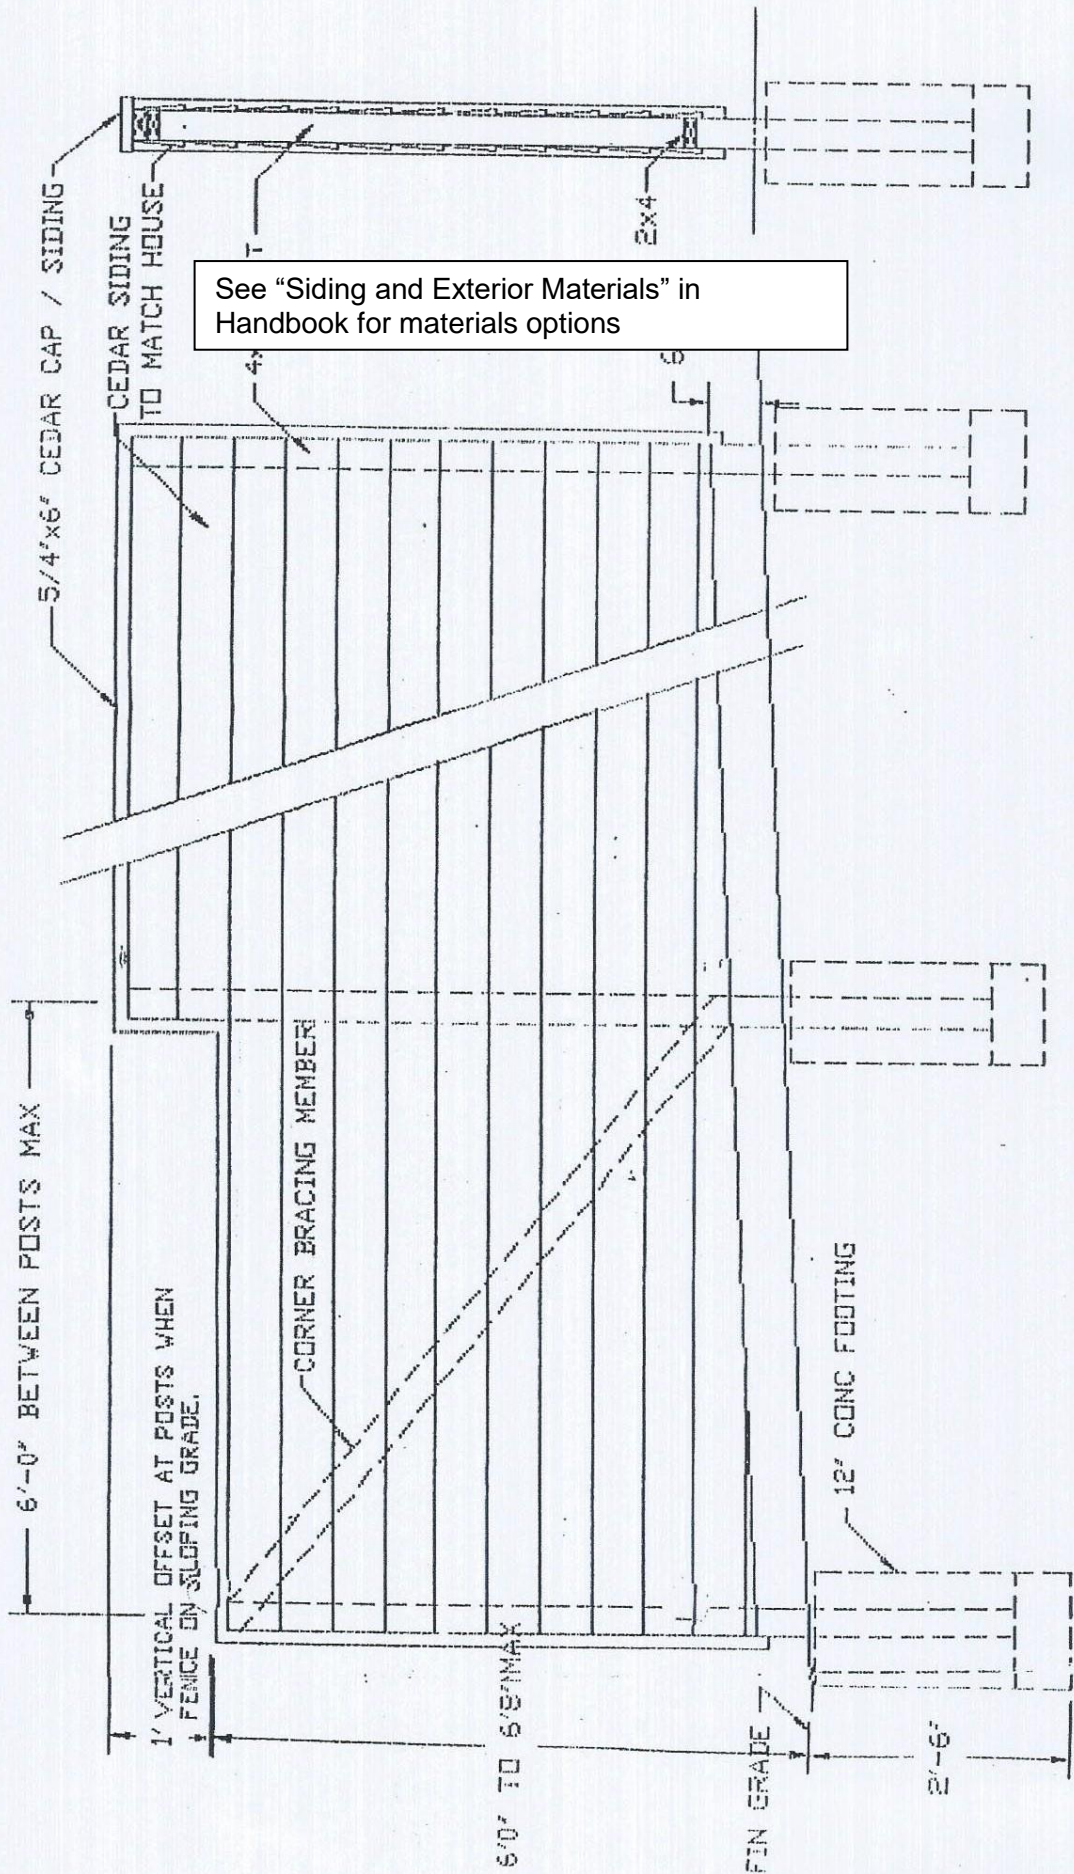 5/4"x6" CEDAR CAP / SIDING
CEDAR SIDING
TO MATCH HOUSE
See “Siding and Exterior Materials” in
Handbook for materials options
2x4
6'-0" BETWEEN POSTS MAX
1' VERTICAL OFFSET AT POSTS WHEN
FENCE ON SLOPING GRADE.
CORNER BRACING MEMBER
6'0" TO 6'8"MAX
FIN GRADE
12" CONC FOOTING
2'-6"